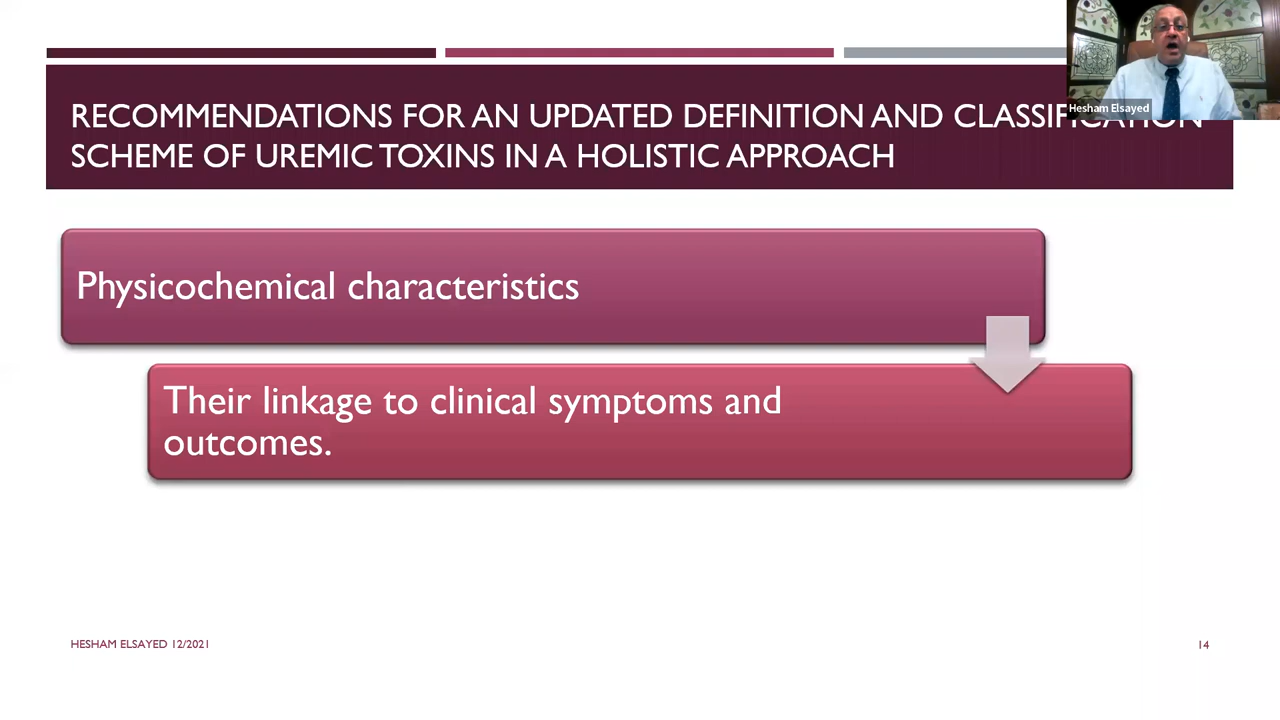 RECOMMENDATIONS FOR AN UPDATED DEFINITION AND CLASSIFICATION
SCHEME OF UREMIC TOXINS IN A HOLISTIC APPROACH
Hesham Elsayed
Physicochemical characteristics
Their linkage to clinical symptoms and
outcomes.
HESHAM ELSAYED 12/2021
14